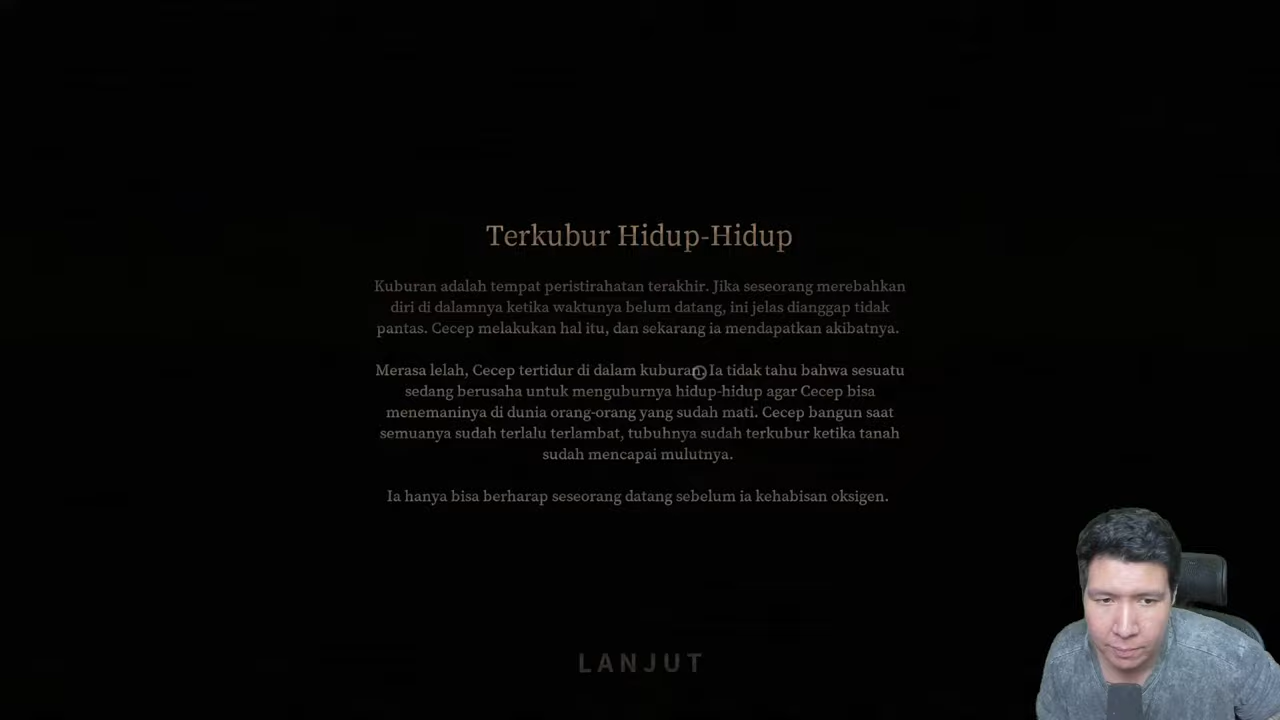 Terkubur Hidup-Hidup
Kuburan adalah tempat peristirahatan terakhir. Jika seseorang merebahkan
diri di dalamnya ketika waktunya belum datang, ini jelas dianggap tidak
pantas. Cecep melakukan hal itu, dan sekarang ia mendapatkan akibatnya.
Merasa lelah, Cecep tertidur di dalam kuburan. Ia tidak tahu bahwa sesuatu
sedang berusaha untuk menguburnya hidup-hidup agar Cecep bisa
menemaninya di dunia orang-orang yang sudah mati. Cecep bangun saat
semuanya sudah terlalu terlambat, tubuhnya sudah terkubur ketika tanah
sudah mencapai mulutnya.
Ia hanya bisa berharap seseorang datang sebelum ia kehabisan oksigen.
LANJUT